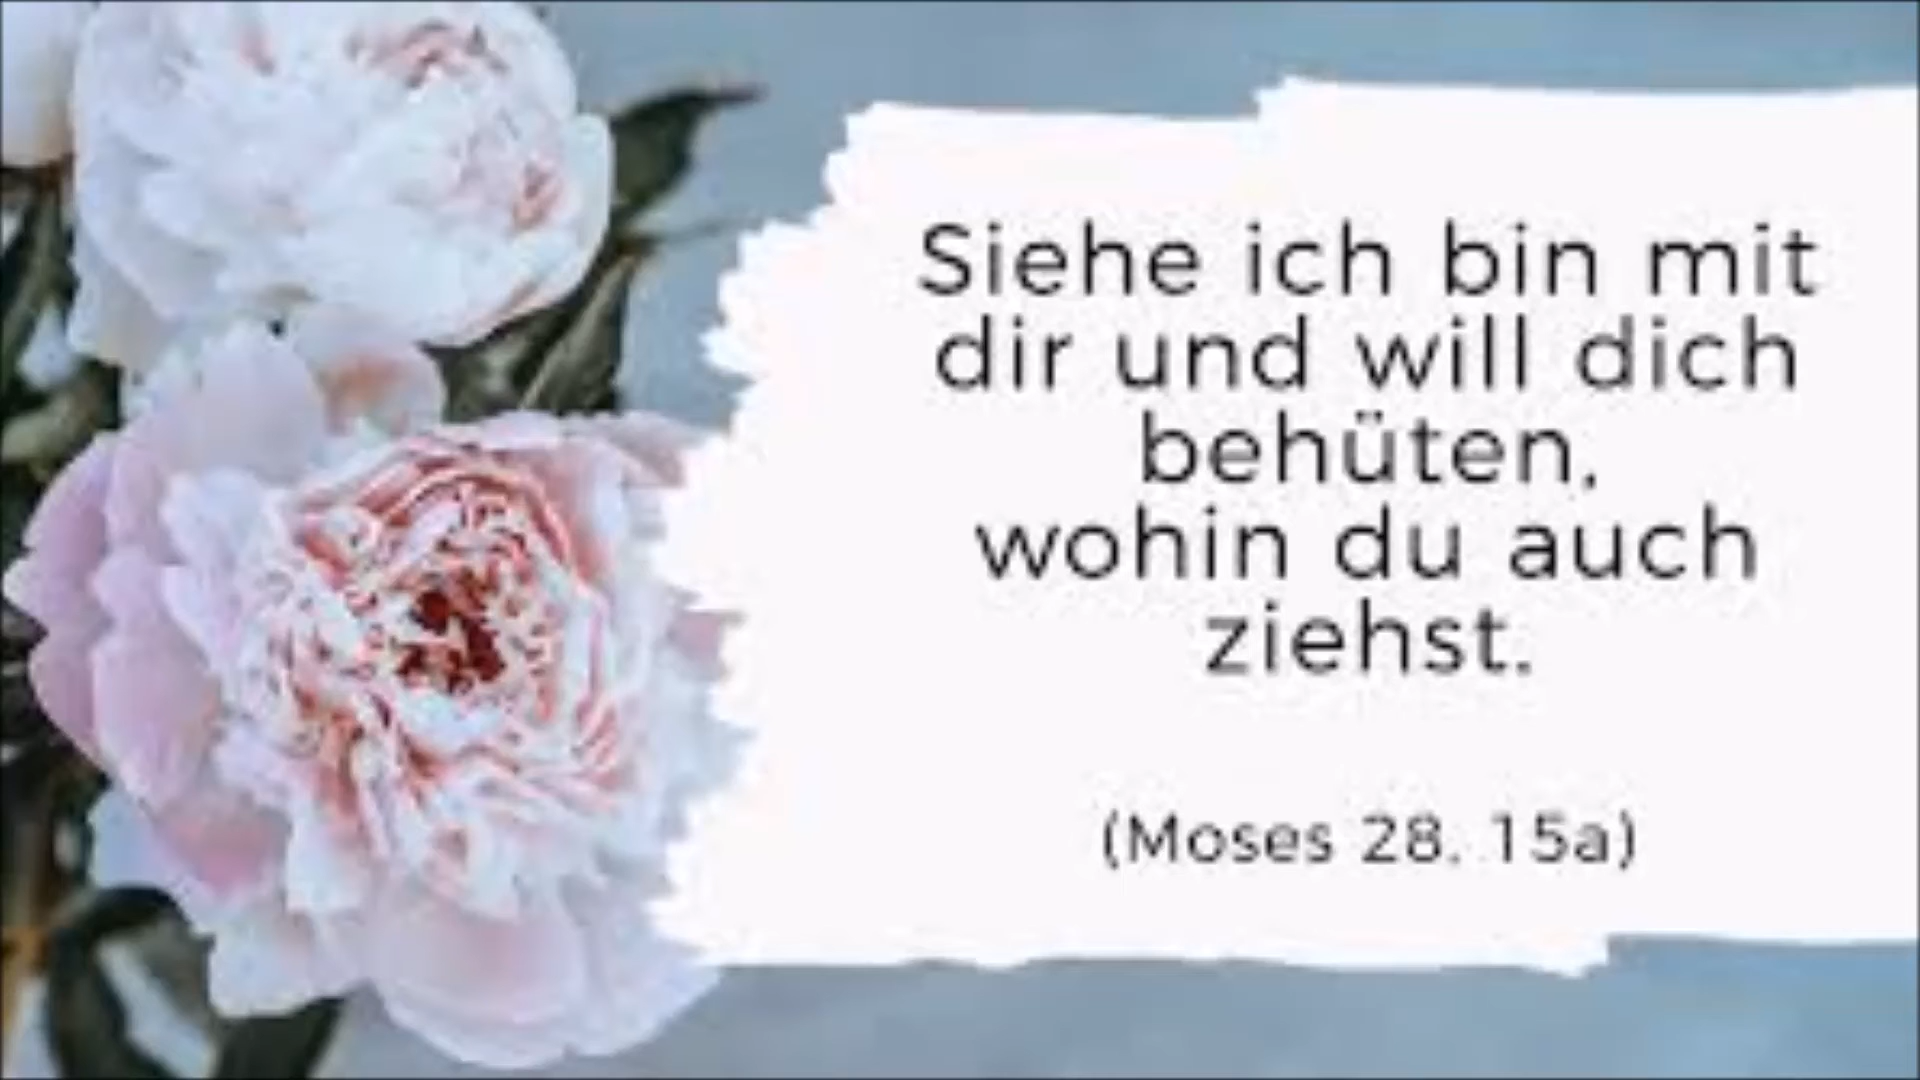 Siehe ich bin mit
dir und will dich
behüten,
wohin du auch
ziehst.
(Moses 28, 15a)